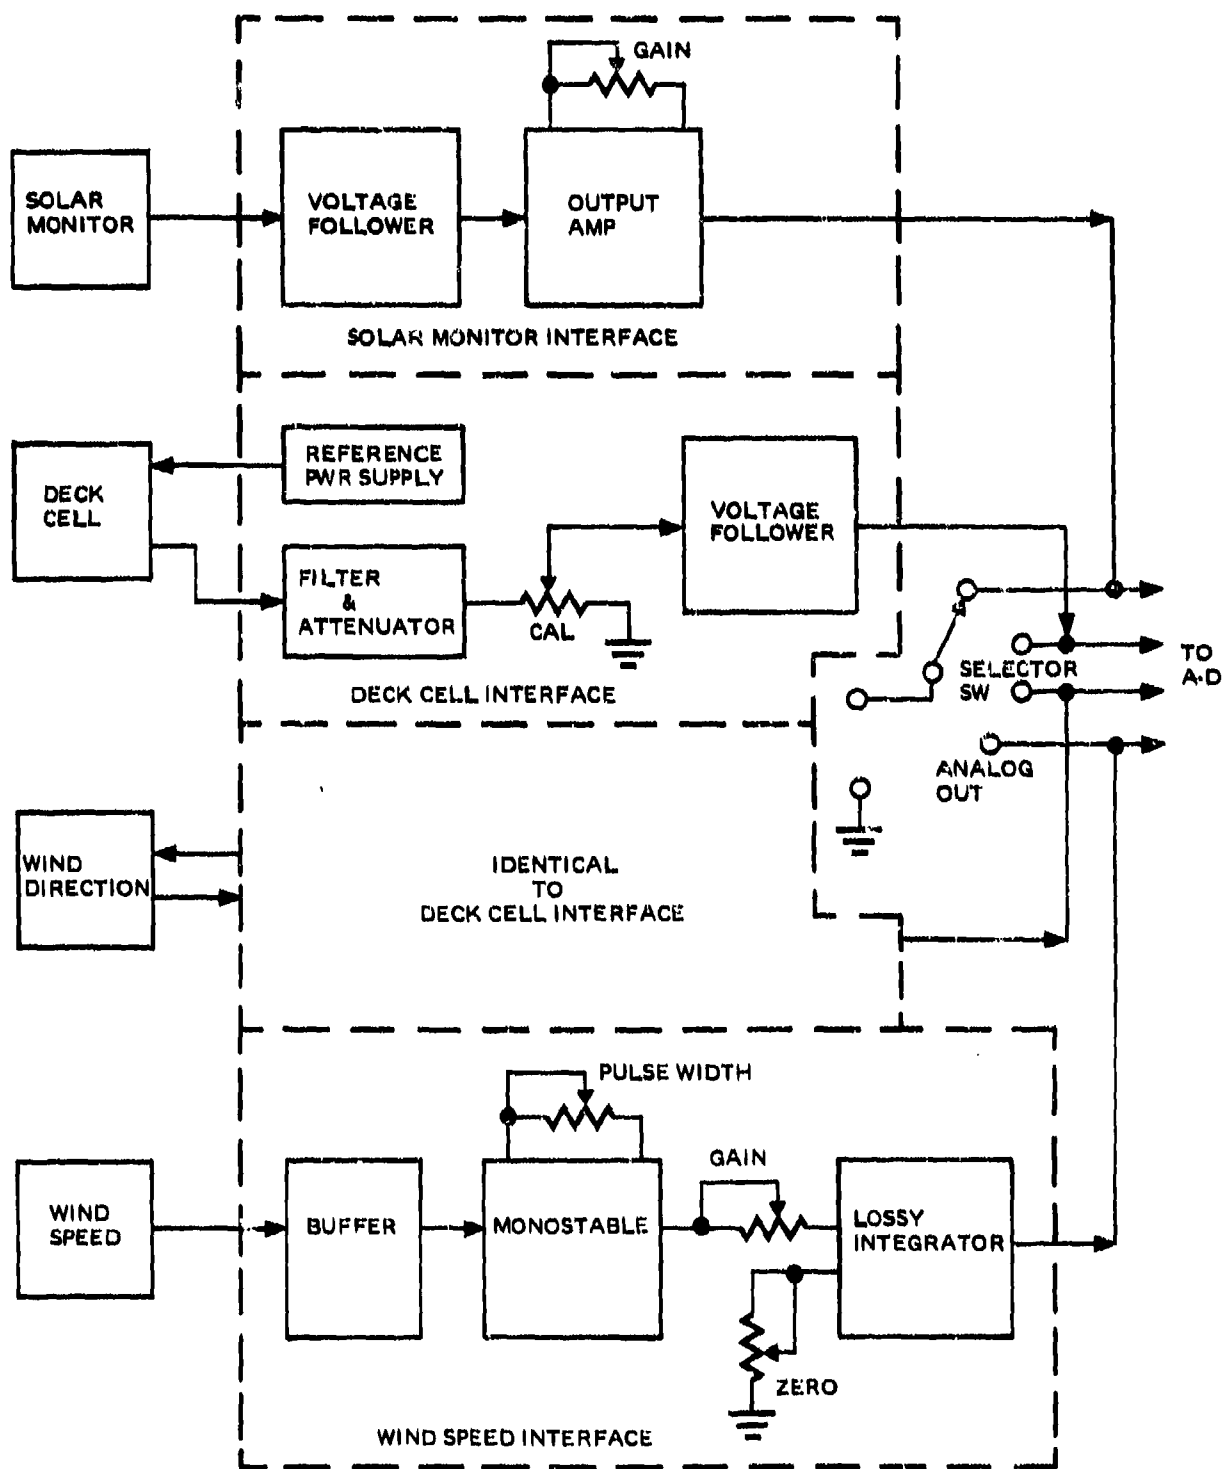 GAIN
SOLAR
MONITOR
VOLTAGE
FOLLOWER
OUTPUT
AMP
SOLAR MONITOR INTERFACE
REFERENCE
PWR SUPPLY
DECK
CELL
VOLTAGE
FOLLOWER
FILTER
&
ATTENUATOR
CAL
DECK CELL INTERFACE
SELECTOR
SW
TO
A-D
ANALOG
OUT
WIND
DIRECTION
IDENTICAL
TO
DECK CELL INTERFACE
PULSE WIDTH
GAIN
WIND
SPEED
BUFFER
MONOSTABLE
LOSSY
INTEGRATOR
ZERO
WIND SPEED INTERFACE